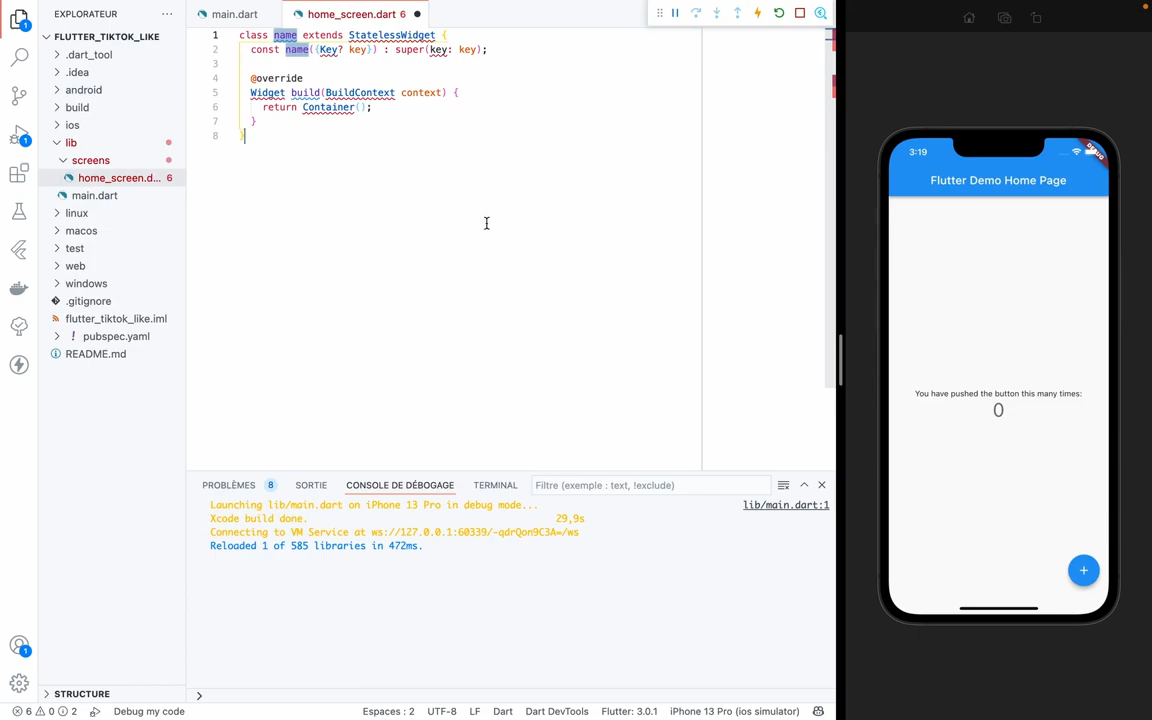 EXPLORATEUR
FLUTTER_TIKTOK_LIKE
.dart_tool
.idea
android
build
ios
lib
screens
home_screen.d... 6
main.dart
linux
macos
test
web
windows
.gitignore
flutter_tiktok_like.iml
! pubspec.yaml
README.md
STRUCTURE
1
1
1
main.dart
home_screen.dart 6
1 class name extends StatelessWidget {
2 const name({Key? key}) : super(key: key);
3
4 @override
5 Widget build(BuildContext context) {
6 return Container();
7 }
8 }
PROBLÈMES 8 SORTIE CONSOLE DE DÉBOGAGE TERMINAL Filtre (exemple : text, !exclude)
Launching lib/main.dart on iPhone 13 Pro in debug mode... lib/main.dart:1
Xcode build done. 29,9s
Connecting to VM Service at ws://127.0.0.1:60339/-qdrQon9C3A=/ws
Reloaded 1 of 585 libraries in 472ms.
6 0 2 Debug my code Espaces : 2 UTF-8 LF Dart Dart DevTools Flutter: 3.0.1 iPhone 13 Pro (ios simulator)
3:19
DEBUG
Flutter Demo Home Page
You have pushed the button this many times:
0
+